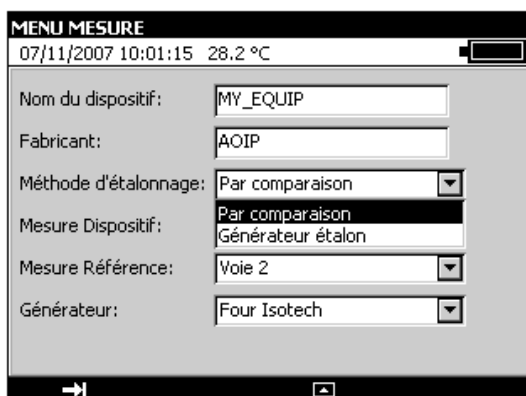 MENU MESURE
07/11/2007 10:01:15 28.2 °C
Nom du dispositif: MY_EQUIP
Fabricant: AOIP
Méthode d'étalonnage: Par comparaison
Par comparaison
Mesure Dispositif: Générateur étalon
Mesure Référence: Voie 2
Générateur: Four Isotech